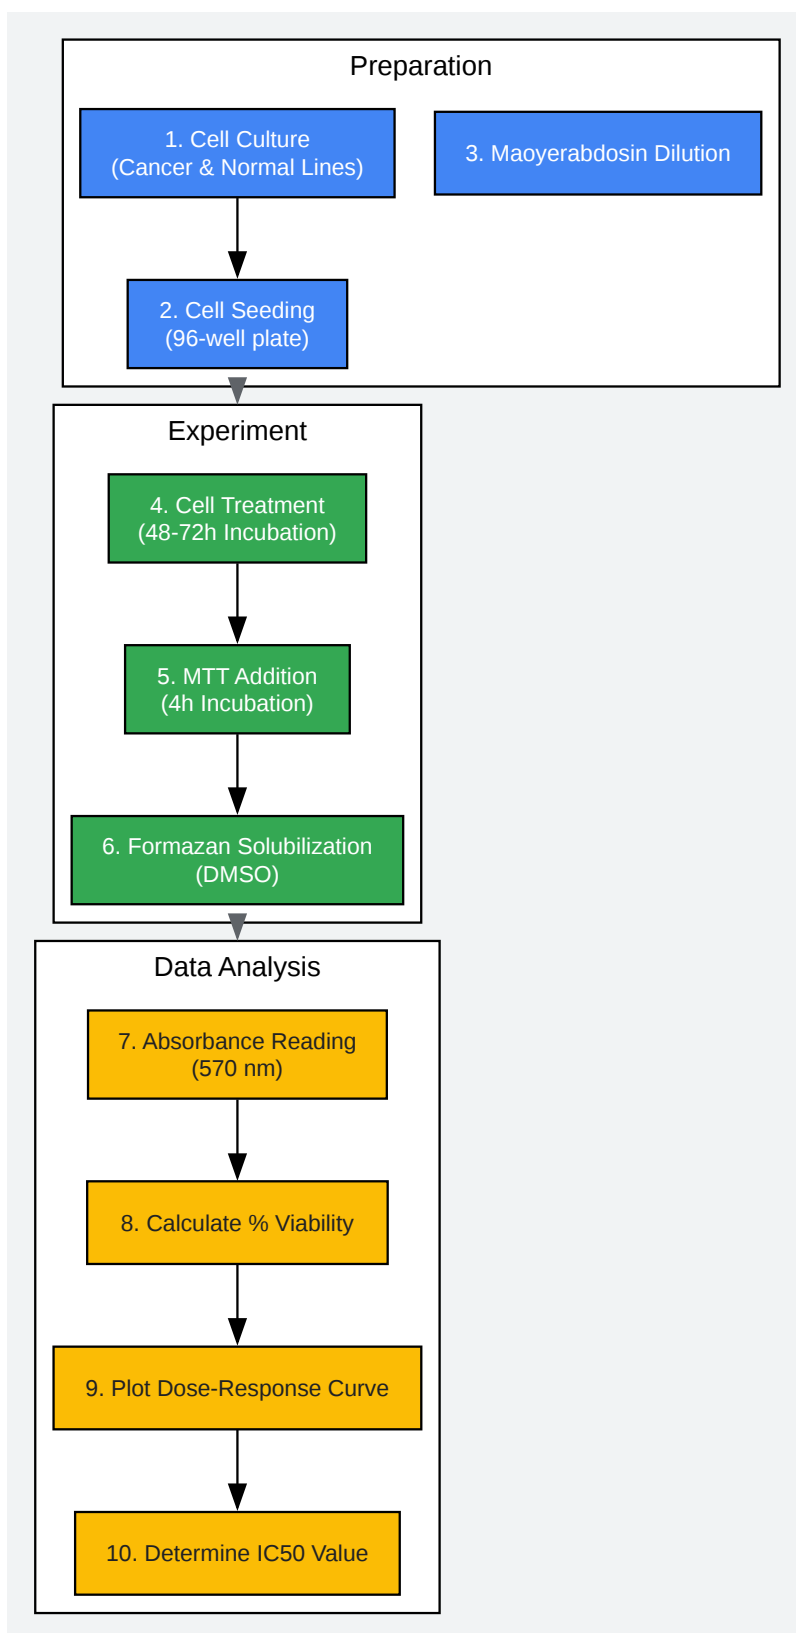 Preparation
1. Cell Culture
(Cancer & Normal Lines)
3. Maoyerabdosin Dilution
2. Cell Seeding
(96-well plate)
Experiment
4. Cell Treatment
(48-72h Incubation)
5. MTT Addition
(4h Incubation)
6. Formazan Solubilization
(DMSO)
Data Analysis
7. Absorbance Reading
(570 nm)
8. Calculate % Viability
9. Plot Dose-Response Curve
10. Determine IC50 Value